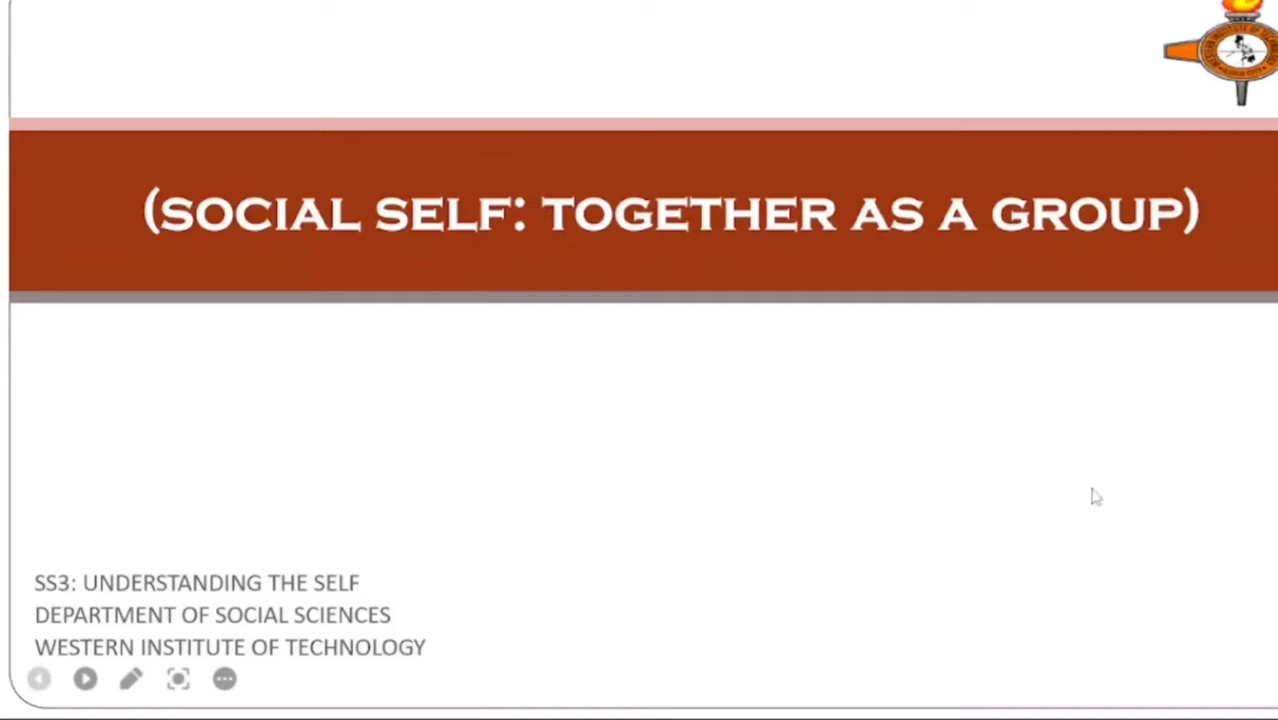 (SOCIAL SELF: TOGETHER AS A GROUP)
SS3: UNDERSTANDING THE SELF
DEPARTMENT OF SOCIAL SCIENCES
WESTERN INSTITUTE OF TECHNOLOGY